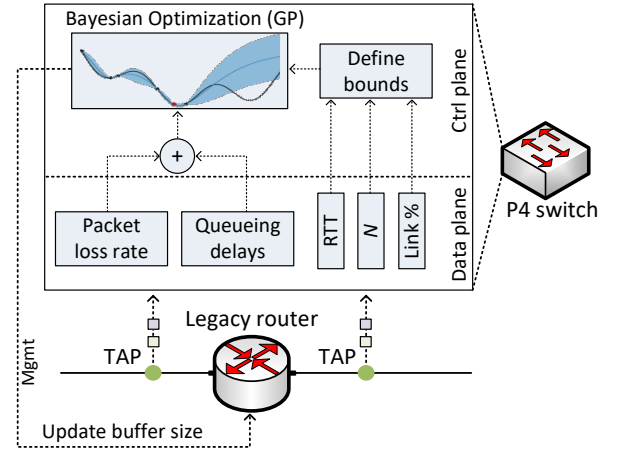 Bayesian Optimization (GP)
Define
bounds
Ctrl plane
+
Packet
loss rate
Queueing
delays
RTT
N
Link %
Data plane
P4 switch
Legacy router
TAP
TAP
Mgmt
Update buffer size